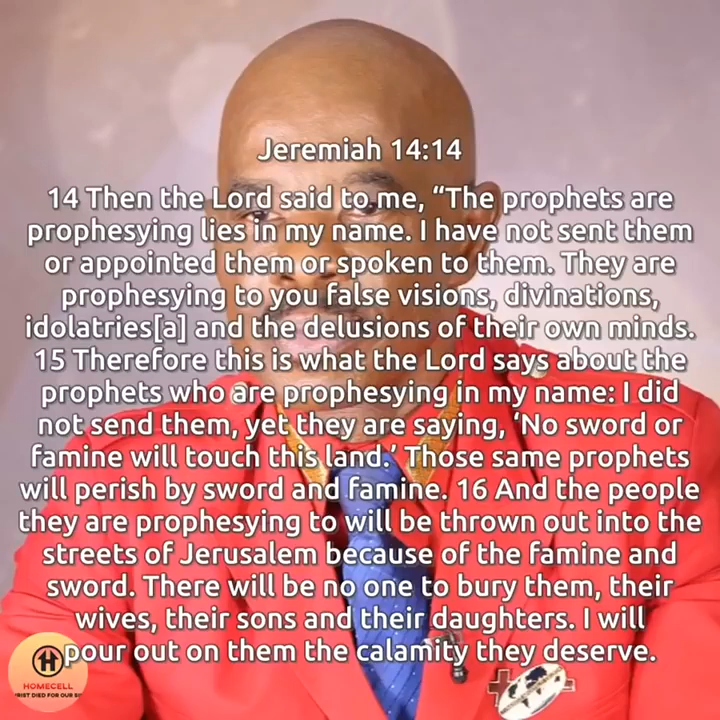 Jeremiah 14:14
14 Then the Lord said to me, “The prophets are
prophesying lies in my name. I have not sent them
or appointed them or spoken to them. They are
prophesying to you false visions, divinations,
idolatries[a] and the delusions of their own minds.
15 Therefore this is what the Lord says about the
prophets who are prophesying in my name: I did
not send them, yet they are saying, ‘No sword or
famine will touch this land.’ Those same prophets
will perish by sword and famine. 16 And the people
they are prophesying to will be thrown out into the
streets of Jerusalem because of the famine and
sword. There will be no one to bury them, their
wives, their sons and their daughters. I will
pour out on them the calamity they deserve.
HOMECELL
DIED FOR OUR